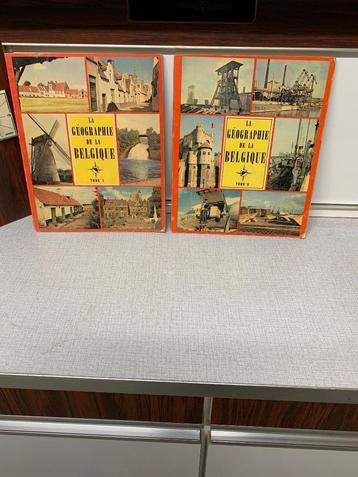 LA
GÉOGRAPHIE
DE LA
BELGIQUE
TOME I
LA
GÉOGRAPHIE
DE LA
BELGIQUE
TOME II